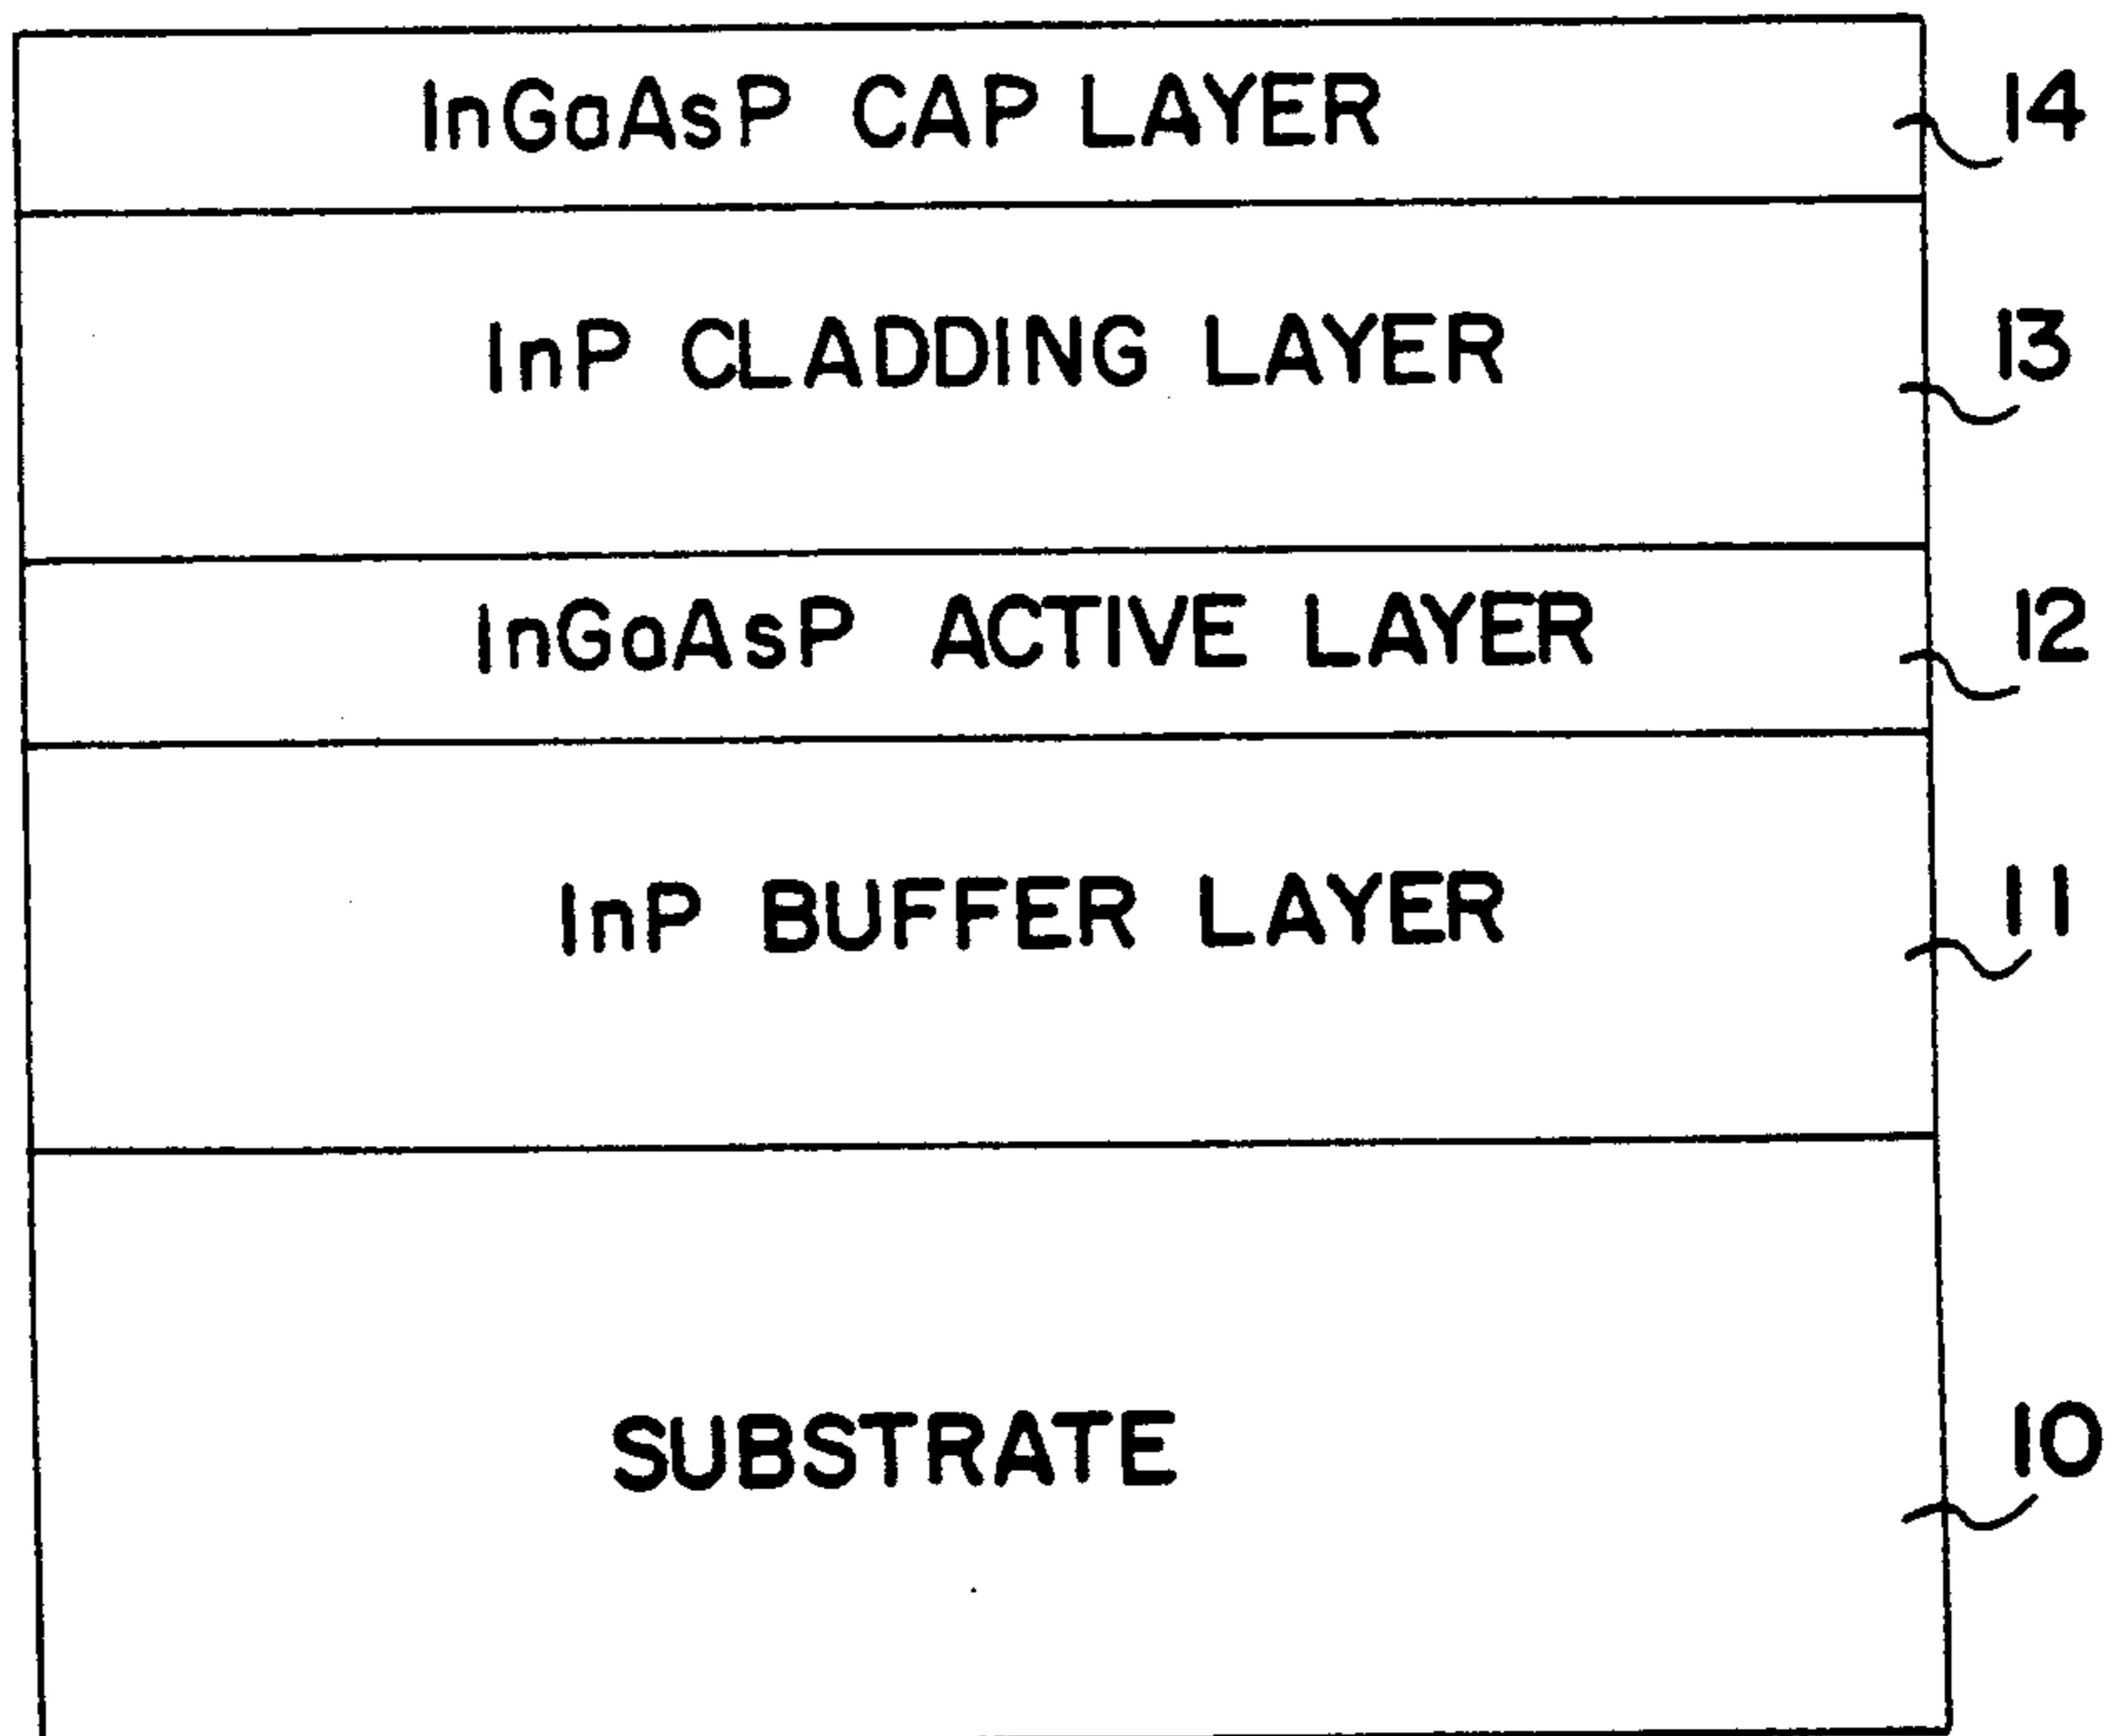 InGaAsP CAP LAYER 14
InP CLADDING LAYER 13
InGaAsP ACTIVE LAYER 12
InP BUFFER LAYER 11
SUBSTRATE 10